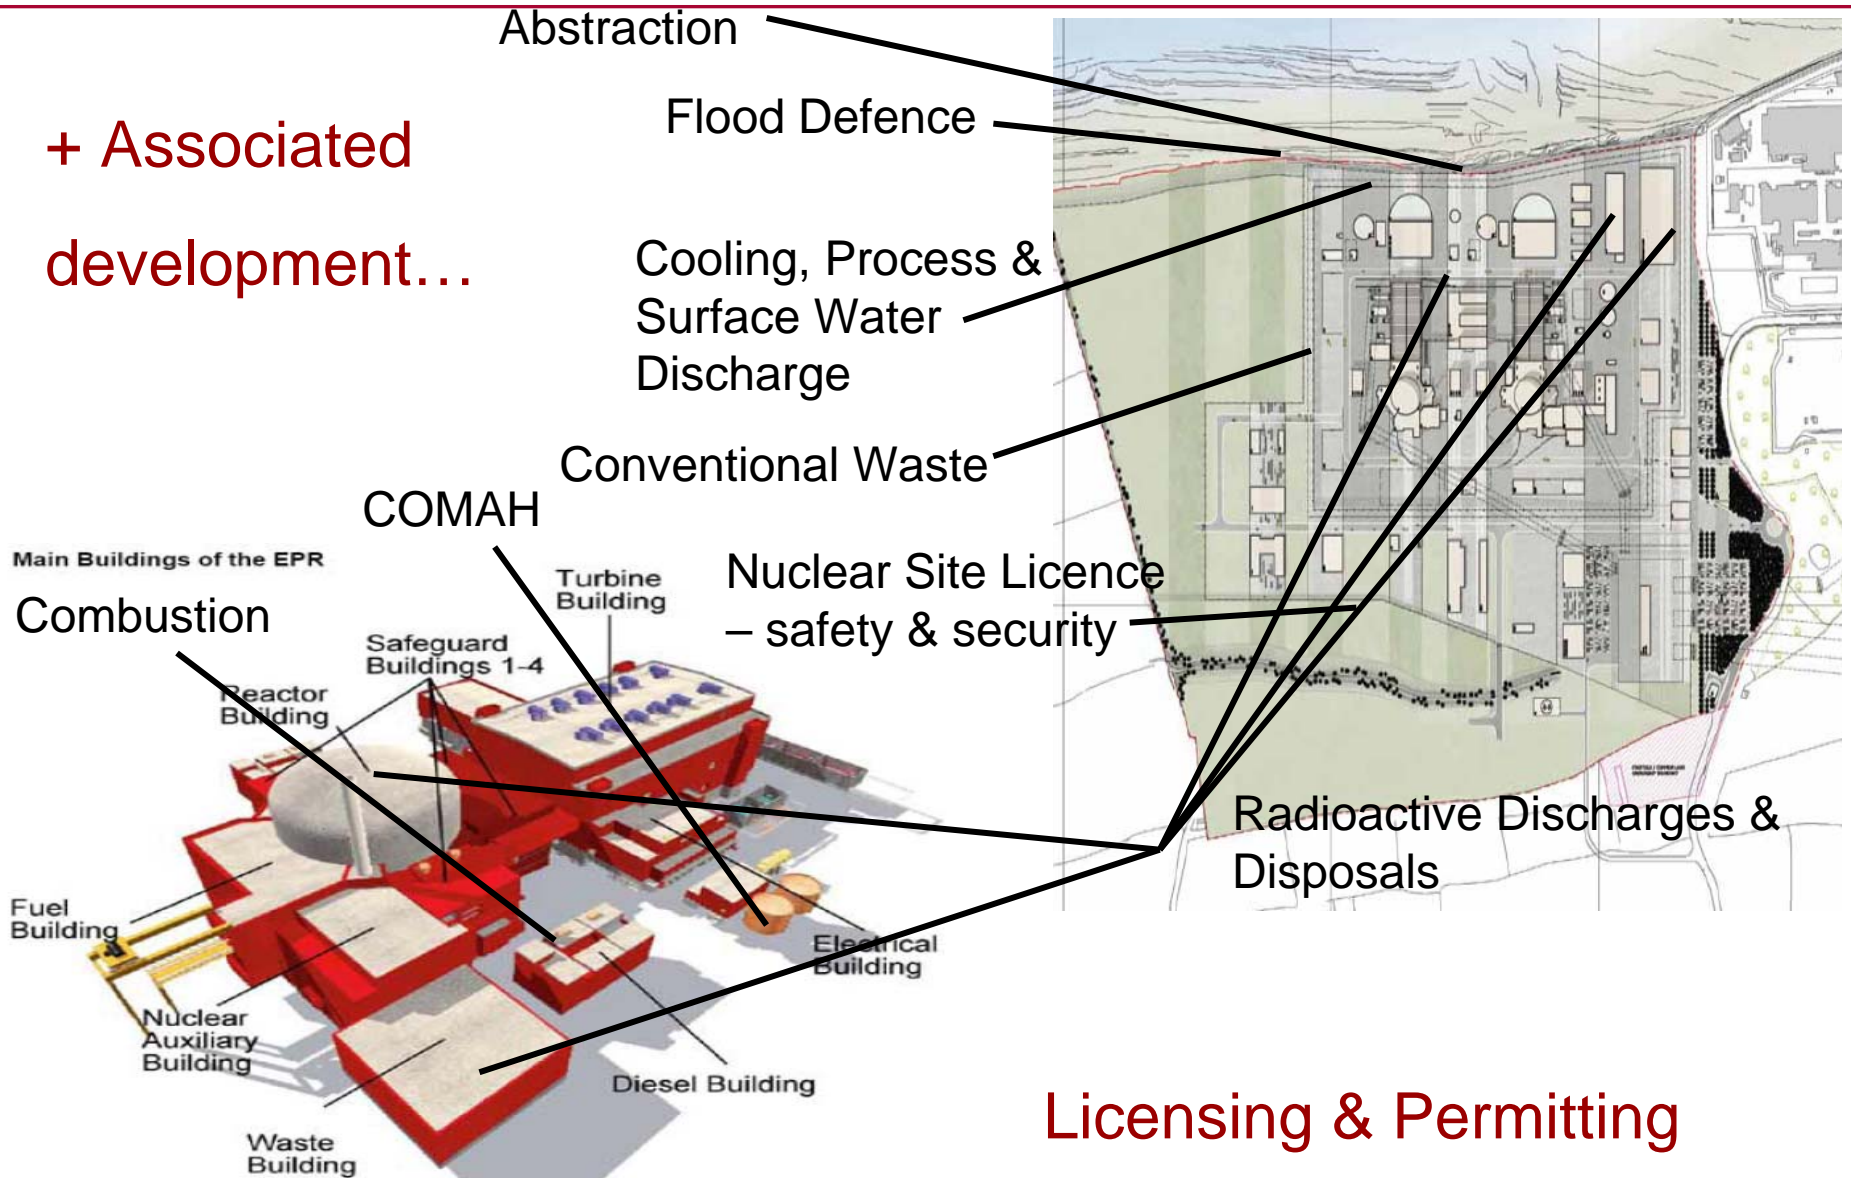 Abstraction
+ Associated
development…
Flood Defence
Cooling, Process &
Surface Water
Discharge
Conventional Waste
COMAH
Main Buildings of the EPR
Combustion
Turbine
Building
Nuclear Site Licence
– safety & security
Safeguard
Buildings 1-4
Reactor
Building
Radioactive Discharges &
Disposals
Fuel
Building
Electrical
Building
Nuclear
Auxiliary
Building
Diesel Building
Waste
Building
Licensing & Permitting